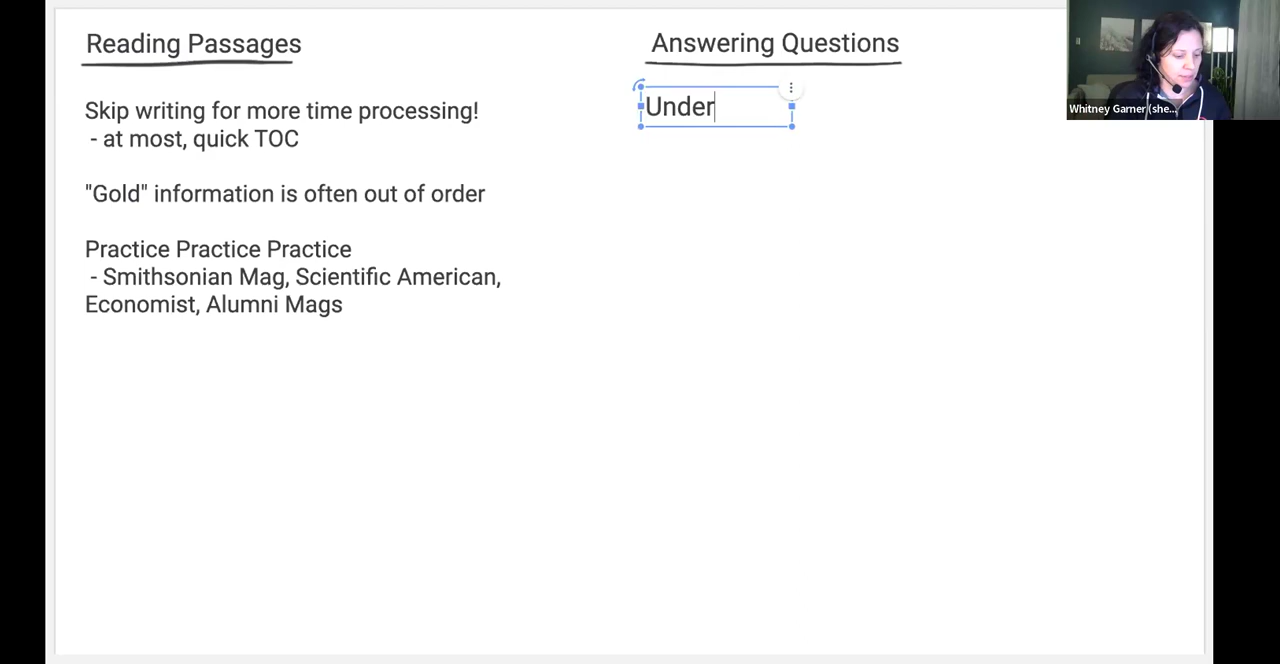 Reading Passages
Skip writing for more time processing!
- at most, quick TOC
"Gold" information is often out of order
Practice Practice Practice
- Smithsonian Mag, Scientific American,
Economist, Alumni Mags
Answering Questions
Under
Whitney Garner (she...